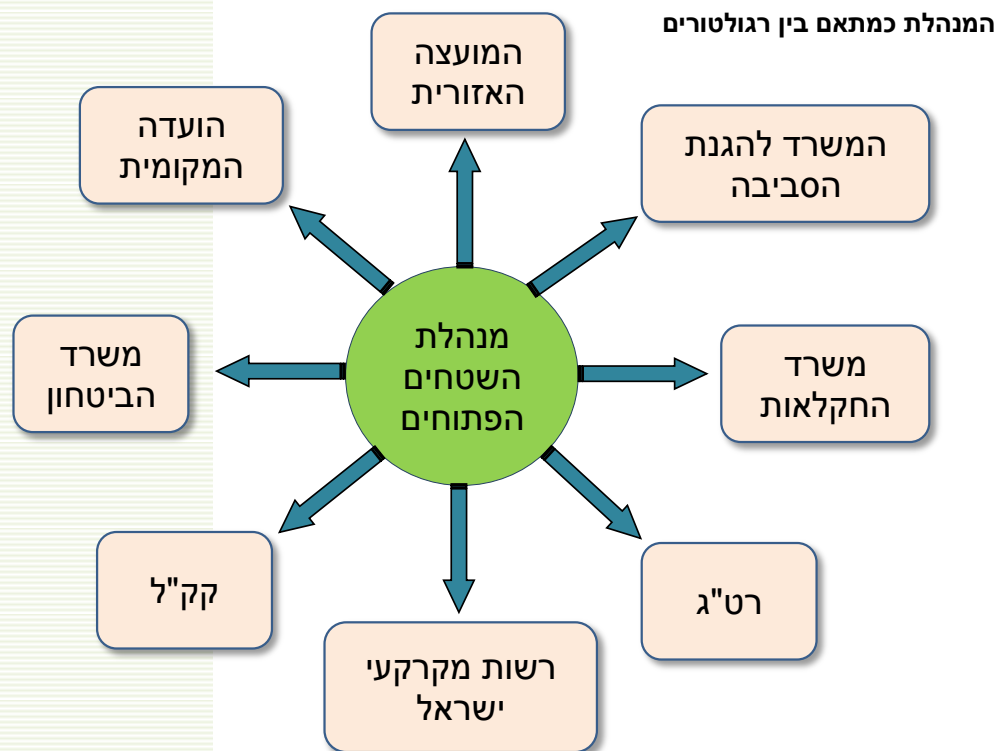 המנהלת כמתאם בין רגולטורים
המועצה
האזורית
הועדה
המקומית
המשרד להגנת
הסביבה
מנהלת
השטחים
הפתוחים
משרד
הביטחון
משרד
החקלאות
קק"ל
רט"ג
רשות מקרקעי
ישראל